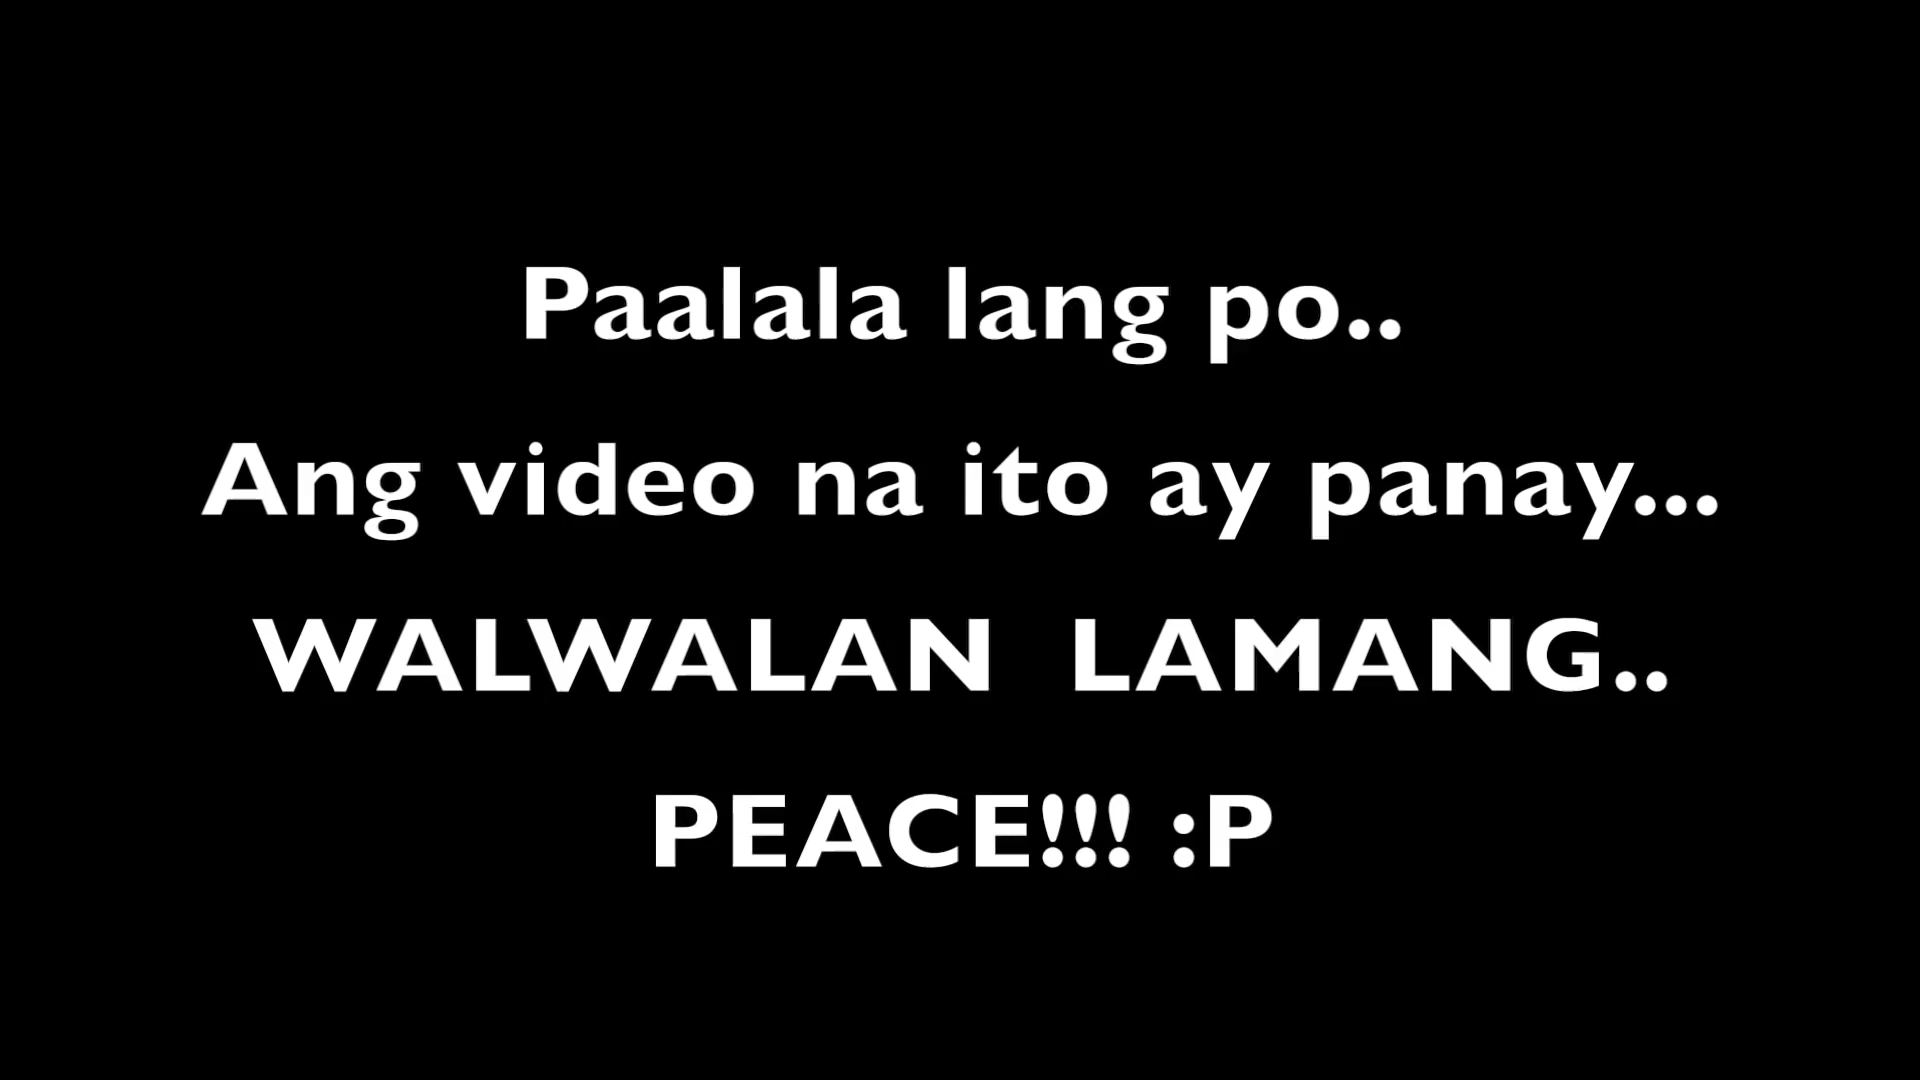 Paalala lang po..
Ang video na ito ay panay...
WALWALAN  LAMANG..
PEACE!!! :P